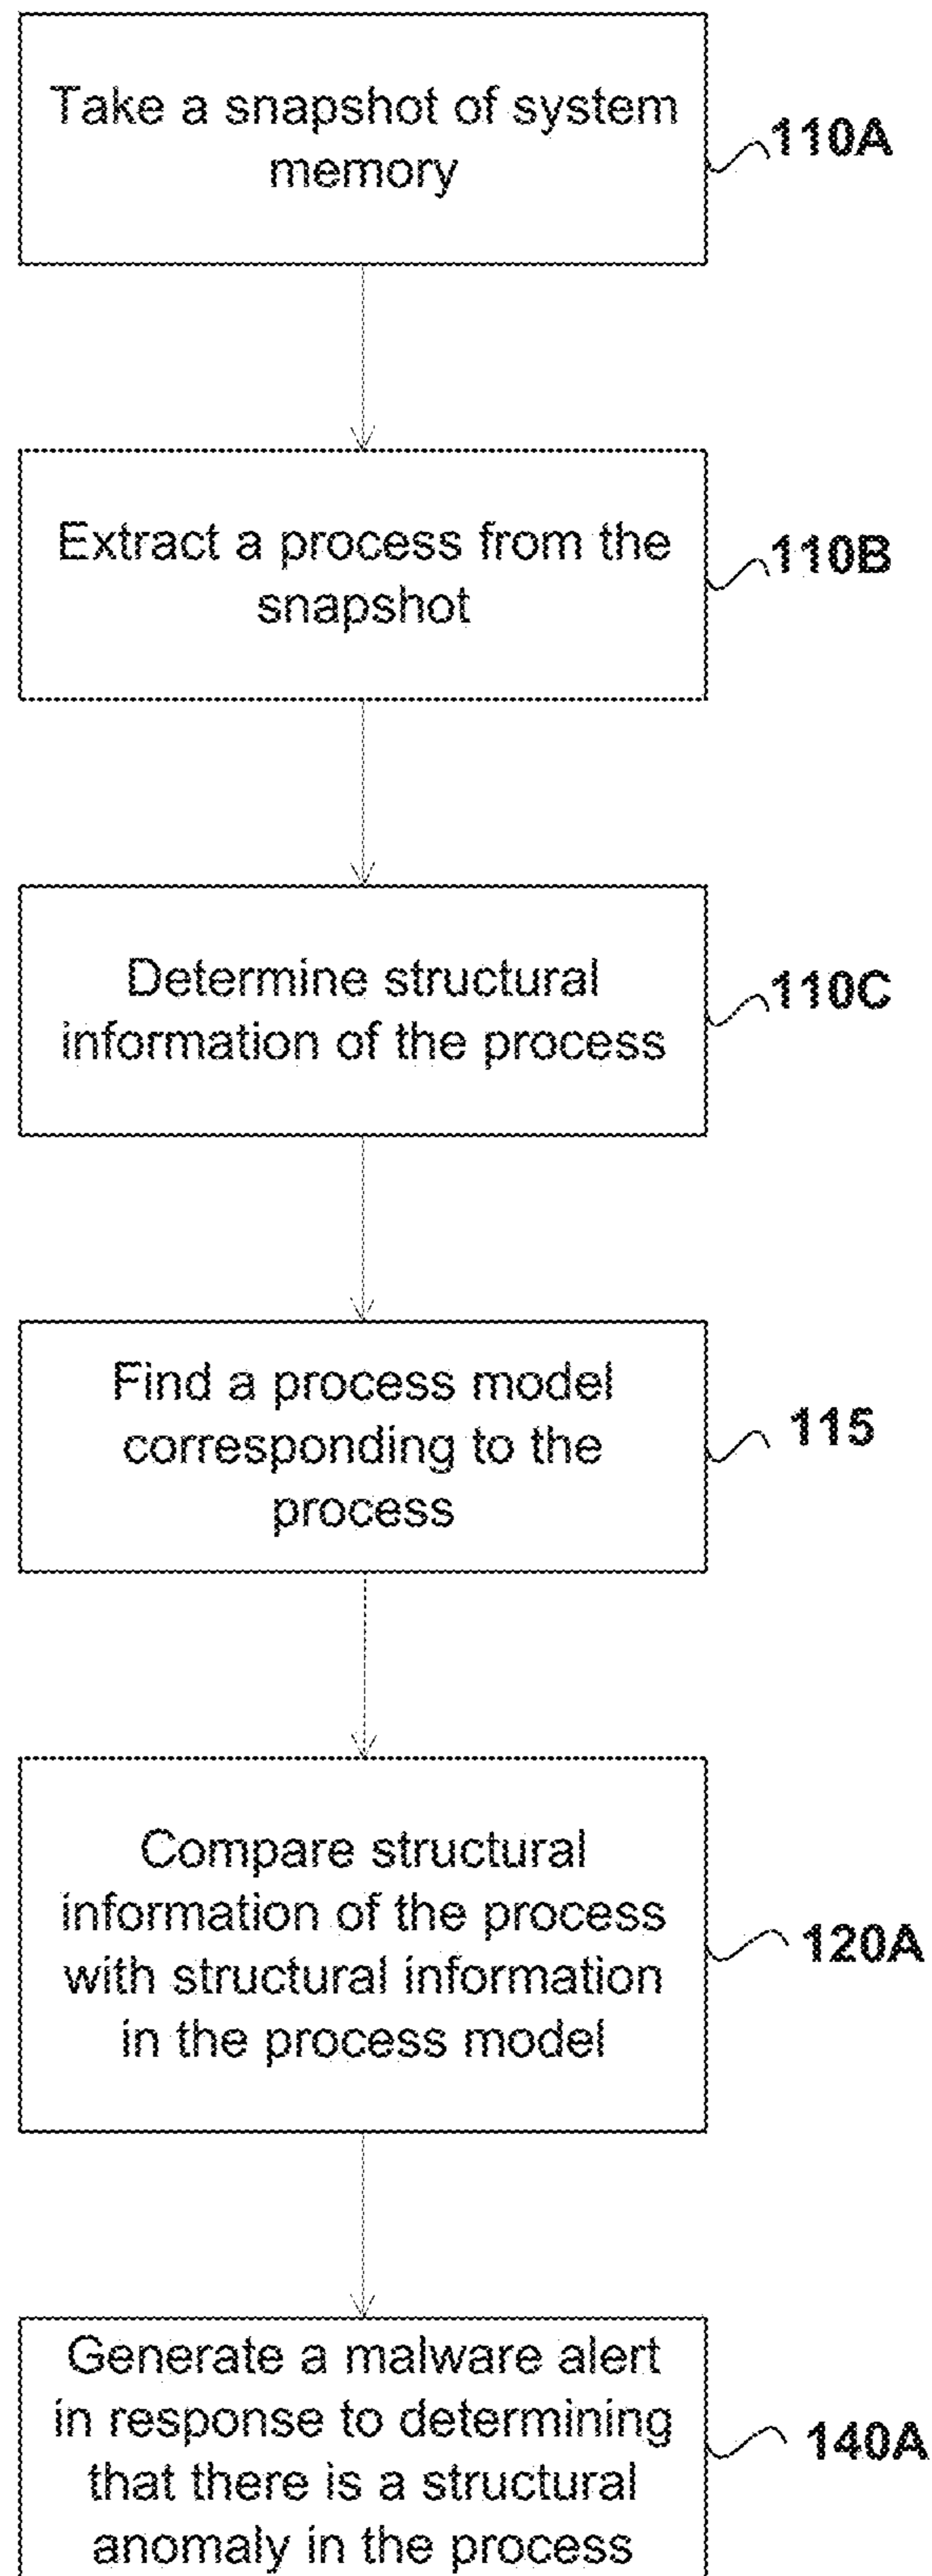 Take a snapshot of system
memory
110A
Extract a process from the
snapshot
110B
Determine structural
information of the process
110C
Find a process model
corresponding to the
process
115
Compare structural
information of the process
with structural information
in the process model
120A
Generate a malware alert
in response to determining
that there is a structural
anomaly in the process
140A